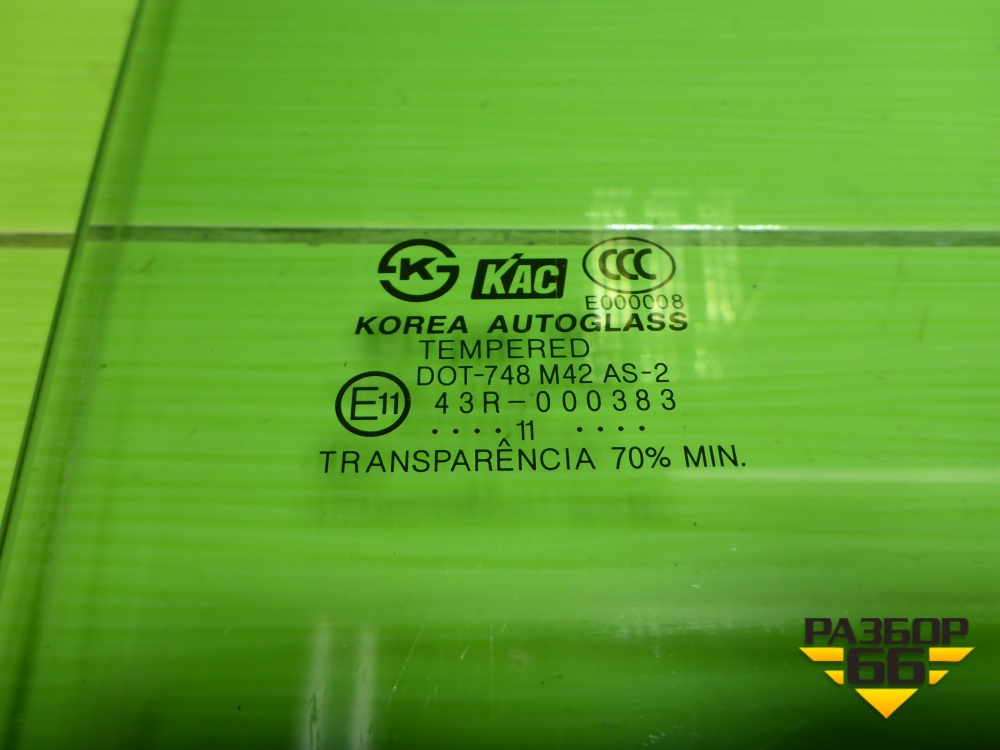 K KAC CCC
E000008
KOREA AUTOGLASS
TEMPERED
DOT-748 M42 AS-2
E11 43R-000383
....11 ....
TRANSPARÊNCIA 70% MIN.
РАЗБОР
66